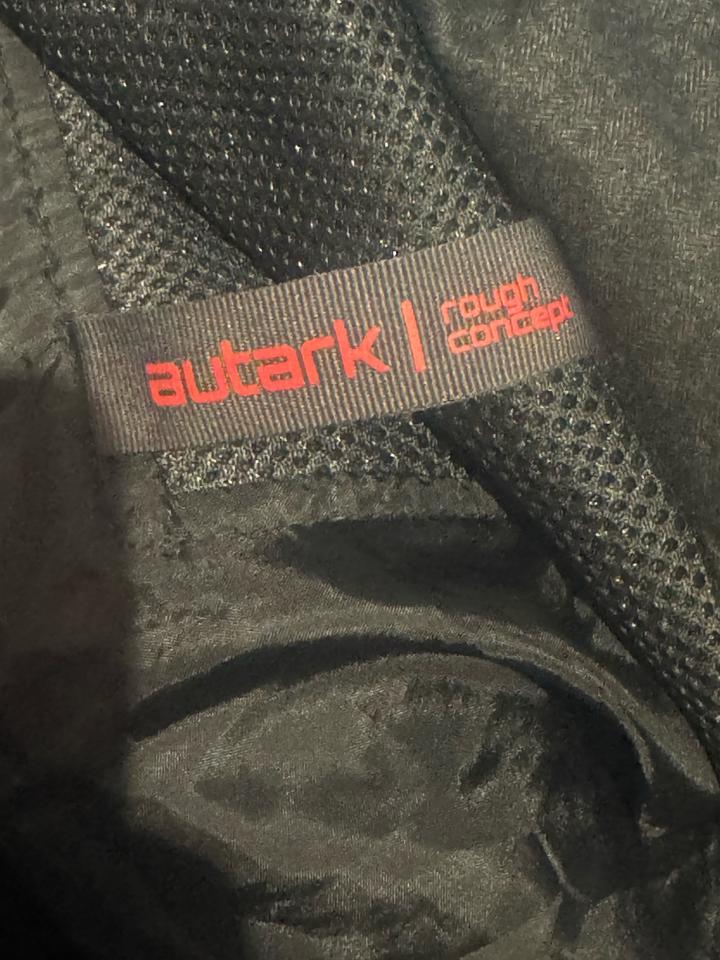 autark | rough
concept